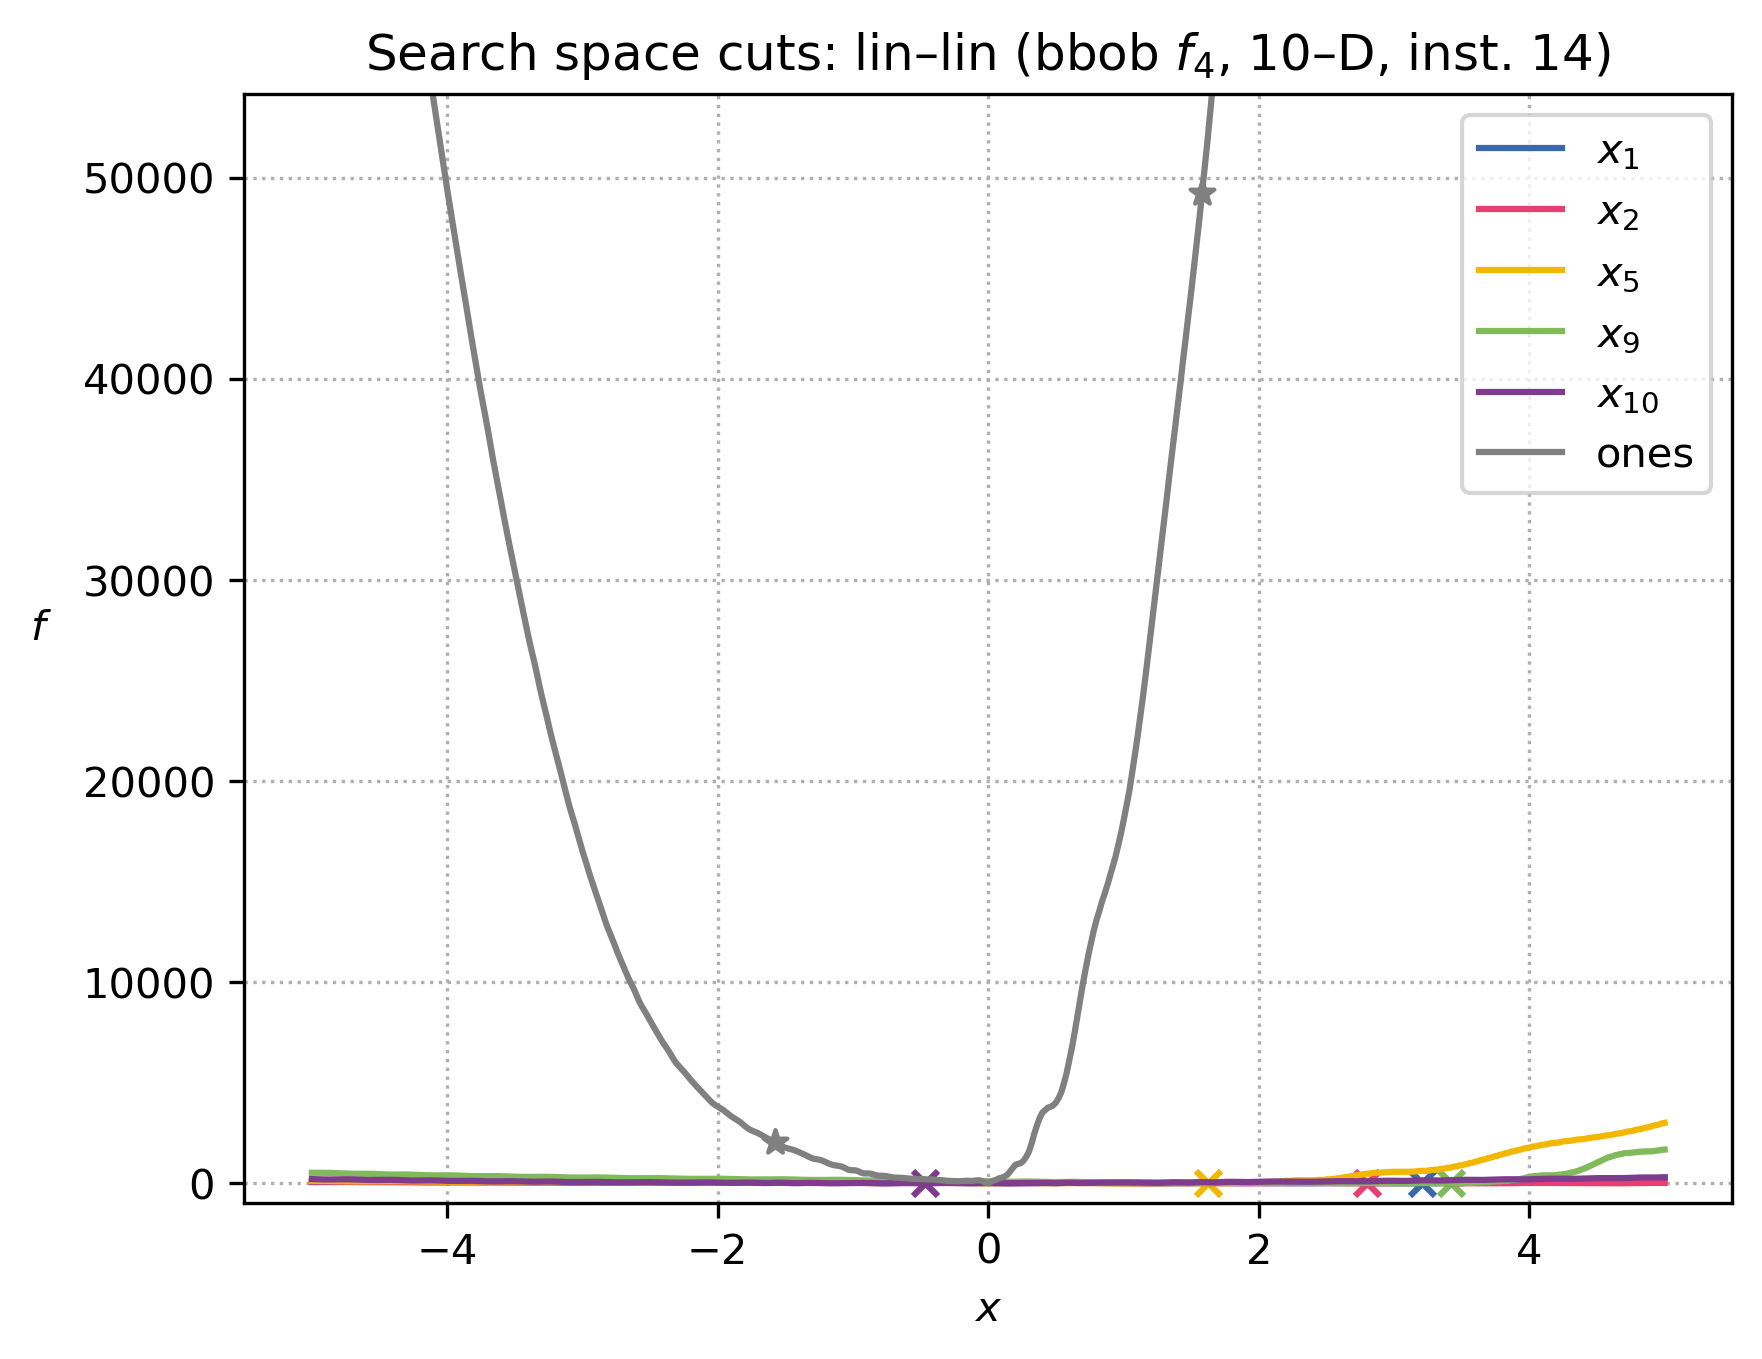 Search space cuts: lin–lin (bbob f₄, 10–D, inst. 14)
50000
40000
30000
20000
10000
0
f
x₁
x₂
x₅
x₉
x₁₀
ones
−4 −2 0 2 4
x